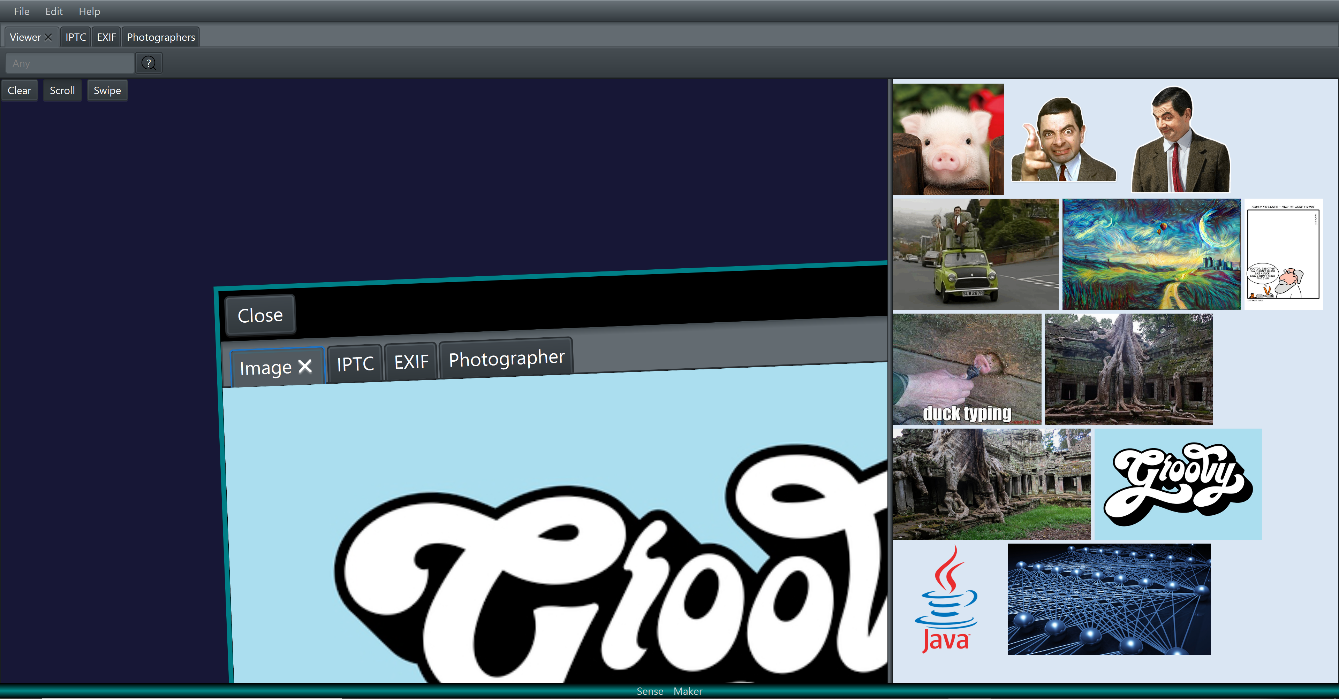 File Edit Help
Viewer IPTC EXIF Photographers
Any ?
Clear Scroll Swipe
Close
Image IPTC EXIF Photographer
Groov
duck typing
Groovy
Java
Sense Maker